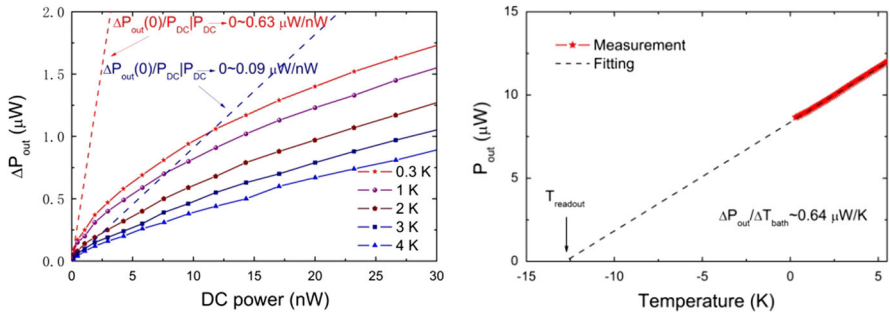 ΔPout(0)/PDC|PDC→0~0.63 μW/nW
ΔPout(0)/PDC|PDC→0~0.09 μW/nW
2.0
1.5
1.0
0.5
0.0
ΔPout (μW)
0.3 K
1 K
2 K
3 K
4 K
0 5 10 15 20 25 30
DC power (nW)
15
10
5
0
Pout (μW)
Measurement
Fitting
Treadout
ΔPout/ΔTbath~0.64 μW/K
-15 -10 -5 0 5
Temperature (K)